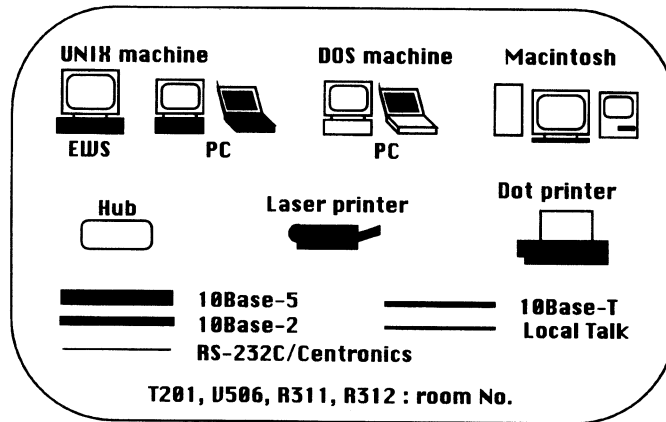 UNIX machine DOS machine Macintosh
EWS PC PC
Hub Laser printer Dot printer
10Base-5 10Base-T
10Base-2 Local Talk
RS-232C/Centronics
T201, V506, R311, R312 : room No.